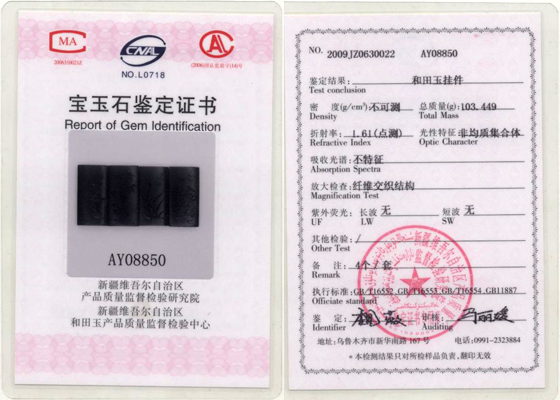 MA
CNAL
AC
NO.L0718
宝玉石鉴定证书
Report of Gem Identification
AY08850
新疆维吾尔自治区
产品质量监督检验研究院
新疆维吾尔自治区
和田玉产品质量监督检验中心
NO. 2009JZ0630022 AY08850
鉴定结果: 和田玉挂件
Test conclusion
密 度(g/cm³) 不可测 总质量(g): 103.449
Density Total Mass
折射率: 1.61(点测) 光性特征: 非均质集合体
Refractive Index Optic Character
吸收光谱: 不特征
Absorption Spectra
放大检查: 纤维交织结构
Magnification
紫外荧光: 长波 无 短波 无
UF LW SW
其他检验: /
Other Test
备 注: 4个/套
Remark
执行标准: GB/T16552、GB/T16553、GB/T16554、GB11887
Officiate standard
鉴 定: 审核:
Identifier Auditing
地址: 乌鲁木齐市新华南路 167 号 电话: 0991-2323884
* 本检测结果只对所检样品负责、翻印无效